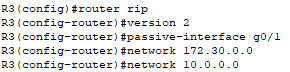 R3(config)#router rip
R3(config-router)#version 2
R3(config-router)#passive-interface g0/1
R3(config-router)#network 172.30.0.0
R3(config-router)#network 10.0.0.0